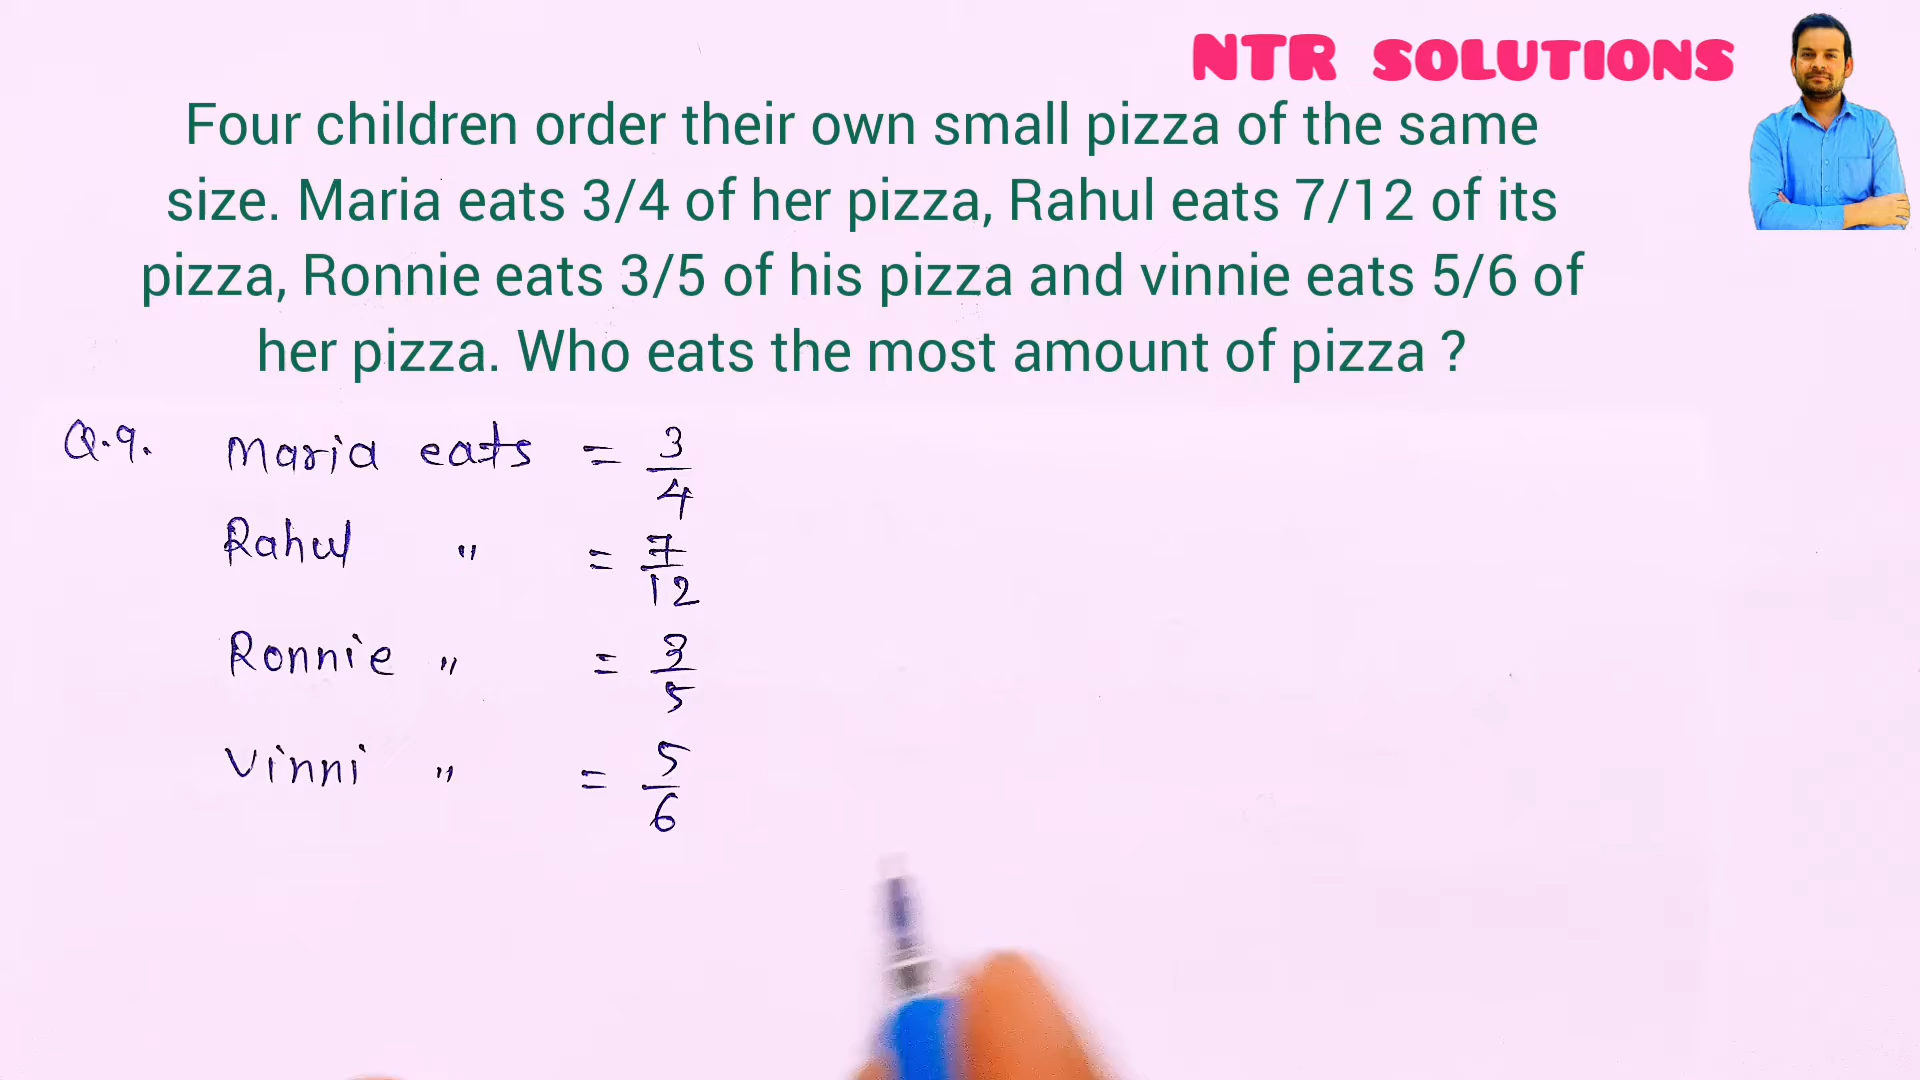 NTR SOLUTIONS
Four children order their own small pizza of the same
size. Maria eats 3/4 of her pizza, Rahul eats 7/12 of its
pizza, Ronnie eats 3/5 of his pizza and vinnie eats 5/6 of
her pizza. Who eats the most amount of pizza ?
Q.9. Maria eats = 3/4
Rahul " = 7/12
Ronnie " = 3/5
Vinni " = 5/6